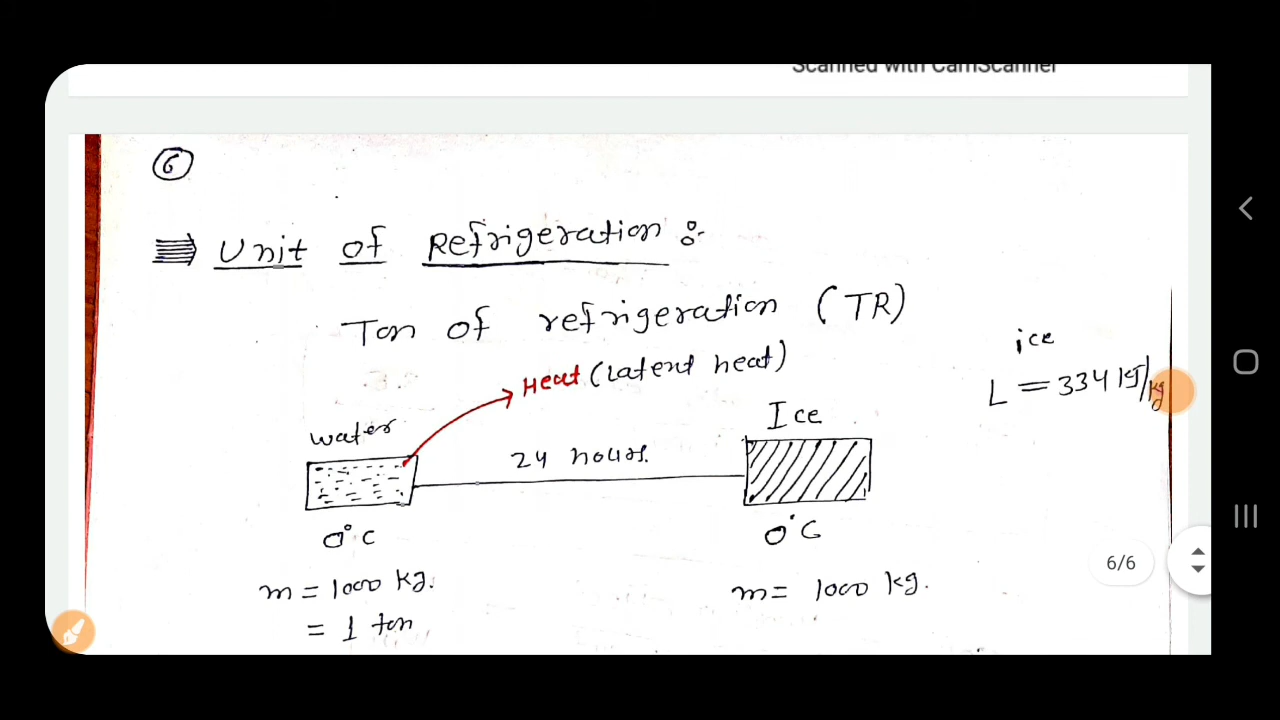 Scanned with CamScanner
6
Unit of Refrigeration :-
Ton of refrigeration (TR)
ice
L = 334 kJ/kg
Heat (Latent heat)
water
Ice
24 hours.
0°C
0°C
m = 1000 kg.
m = 1000 kg.
= 1 ton
6/6